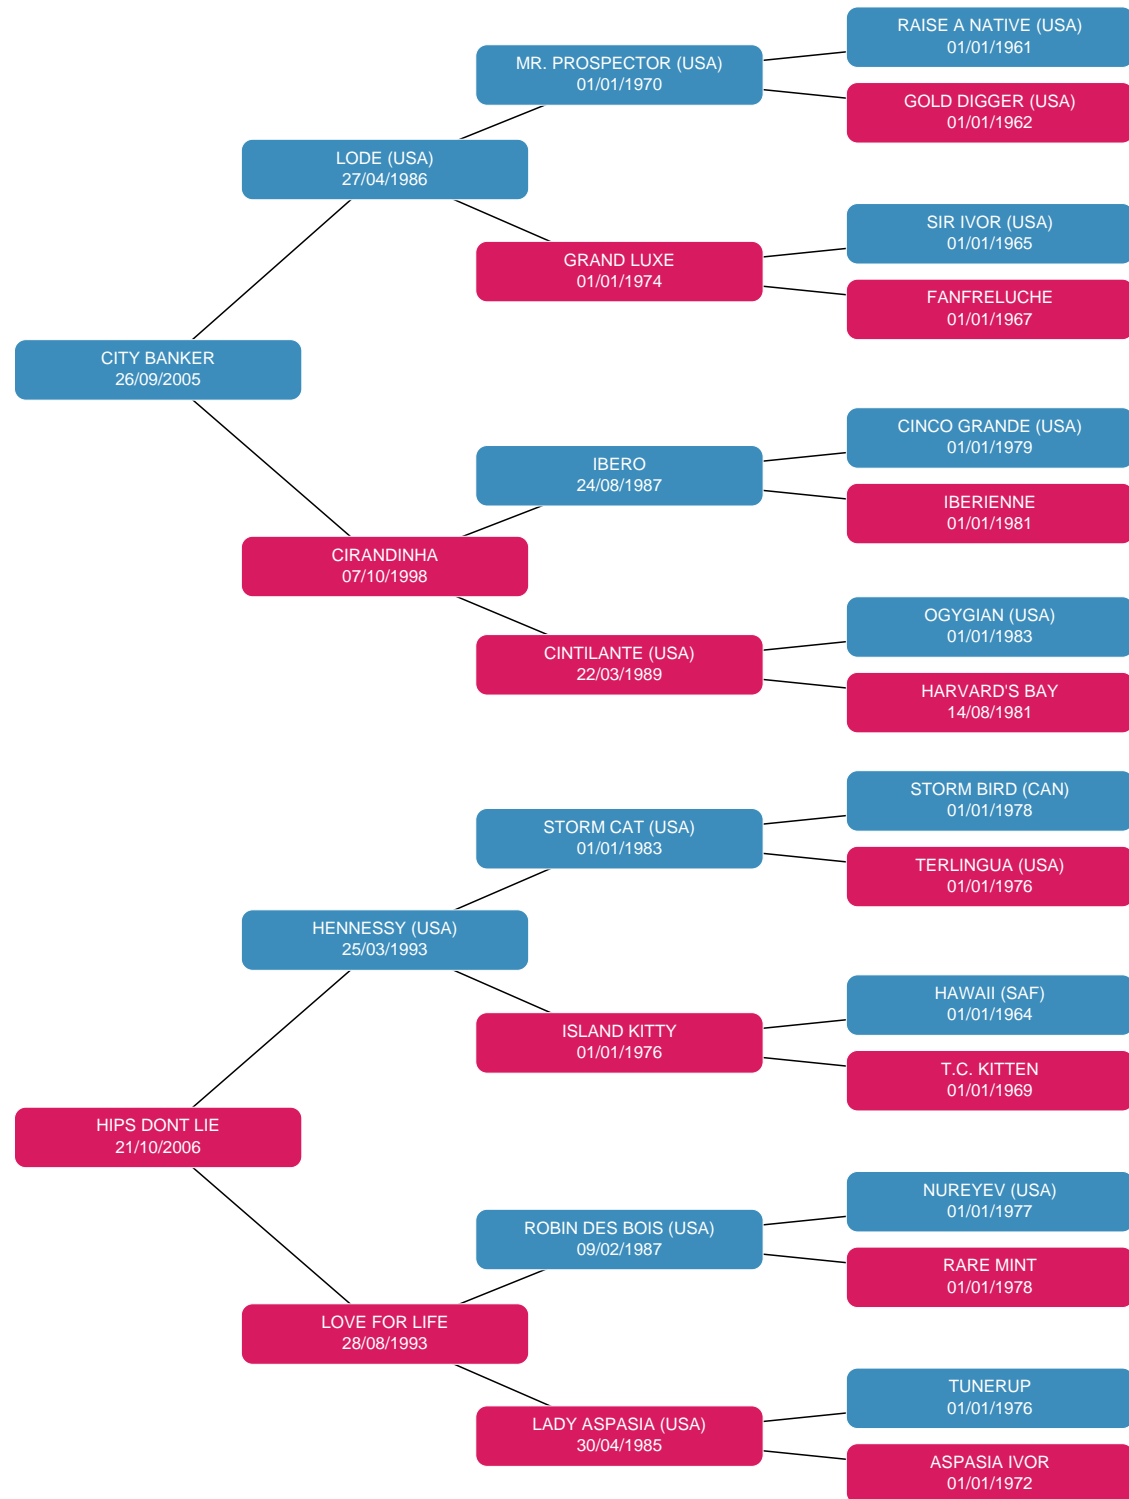 RAISE A NATIVE (USA)
01/01/1961
MR. PROSPECTOR (USA)
01/01/1970
GOLD DIGGER (USA)
01/01/1962
LODE (USA)
27/04/1986
SIR IVOR (USA)
01/01/1965
GRAND LUXE
01/01/1974
FANFRELUCHE
01/01/1967
CITY BANKER
26/09/2005
CINCO GRANDE (USA)
01/01/1979
IBERO
24/08/1987
IBERIENNE
01/01/1981
CIRANDINHA
07/10/1998
OGYGIAN (USA)
01/01/1983
CINTILANTE (USA)
22/03/1989
HARVARD'S BAY
14/08/1981
STORM BIRD (CAN)
01/01/1978
STORM CAT (USA)
01/01/1983
TERLINGUA (USA)
01/01/1976
HENNESSY (USA)
25/03/1993
HAWAII (SAF)
01/01/1964
ISLAND KITTY
01/01/1976
T.C. KITTEN
01/01/1969
HIPS DONT LIE
21/10/2006
NUREYEV (USA)
01/01/1977
ROBIN DES BOIS (USA)
09/02/1987
RARE MINT
01/01/1978
LOVE FOR LIFE
28/08/1993
TUNERUP
01/01/1976
LADY ASPASIA (USA)
30/04/1985
ASPASIA IVOR
01/01/1972